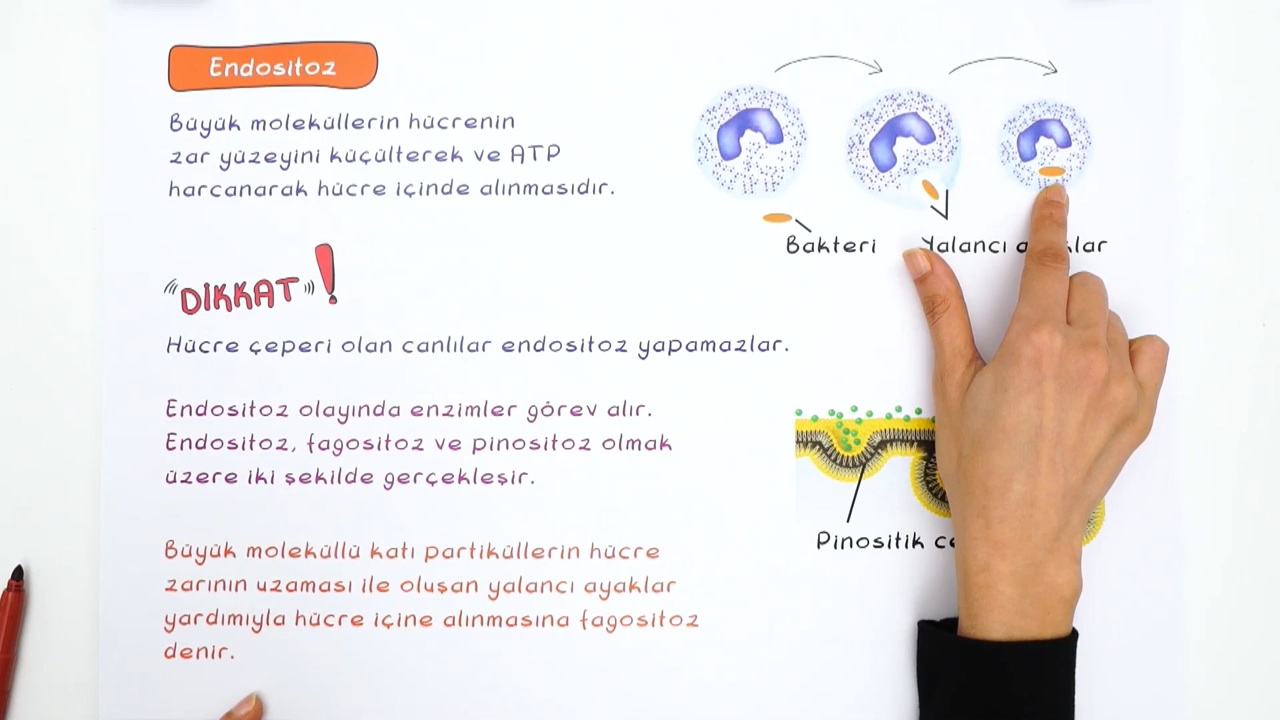 Endositoz
Büyük moleküllerin hücrenin
zar yüzeyini küçülterek ve ATP
harcanarak hücre içinde alınmasıdır.
"DİKKAT"!
Hücre çeperi olan canlılar endositoz yapamazlar.
Endositoz olayında enzimler görev alır.
Endositoz, fagositoz ve pinositoz olmak
üzere iki şekilde gerçekleşir.
Büyük moleküllü katı partiküllerin hücre
zarının uzaması ile oluşan yalancı ayaklar
yardımıyla hücre içine alınmasına fagositoz
denir.
Bakteri
Yalancı
Pinositik